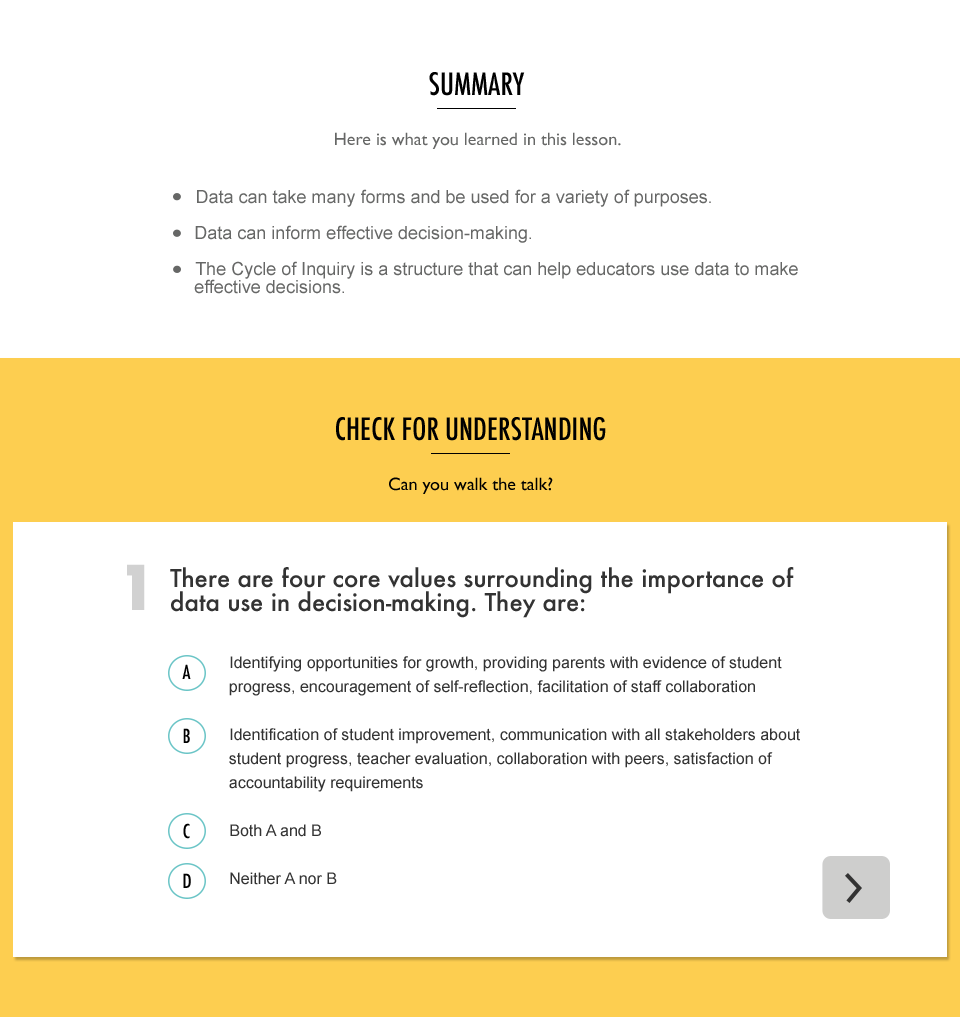 SUMMARY
Here is what you learned in this lesson.
• Data can take many forms and be used for a variety of purposes.
• Data can inform effective decision-making.
• The Cycle of Inquiry is a structure that can help educators use data to make
effective decisions.
CHECK FOR UNDERSTANDING
Can you walk the talk?
1 There are four core values surrounding the importance of
data use in decision-making. They are:
A Identifying opportunities for growth, providing parents with evidence of student
progress, encouragement of self-reflection, facilitation of staff collaboration
B Identification of student improvement, communication with all stakeholders about
student progress, teacher evaluation, collaboration with peers, satisfaction of
accountability requirements
C Both A and B
D Neither A nor B